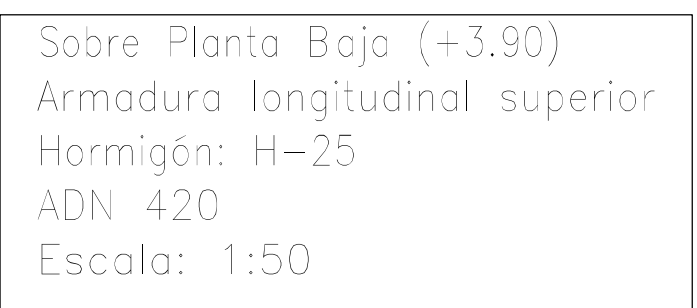 Sobre Planta Baja (+3.90)
Armadura longitudinal superior
Hormigón: H-25
ADN 420
Escala: 1:50